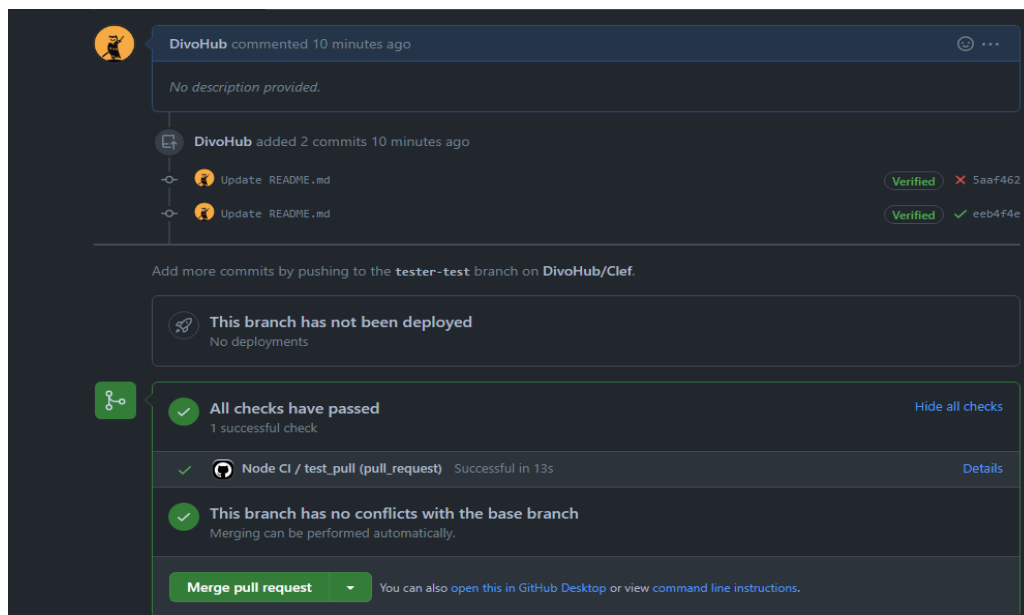 DivoHub commented 10 minutes ago
No description provided.
DivoHub added 2 commits 10 minutes ago
Update README.md Verified 5aaf462
Update README.md Verified eeb4f4e
Add more commits by pushing to the tester-test branch on DivoHub/Clef.
This branch has not been deployed
No deployments
All checks have passed Hide all checks
1 successful check
Node CI / test_pull (pull_request) Successful in 13s Details
This branch has no conflicts with the base branch
Merging can be performed automatically.
Merge pull request You can also open this in GitHub Desktop or view command line instructions.